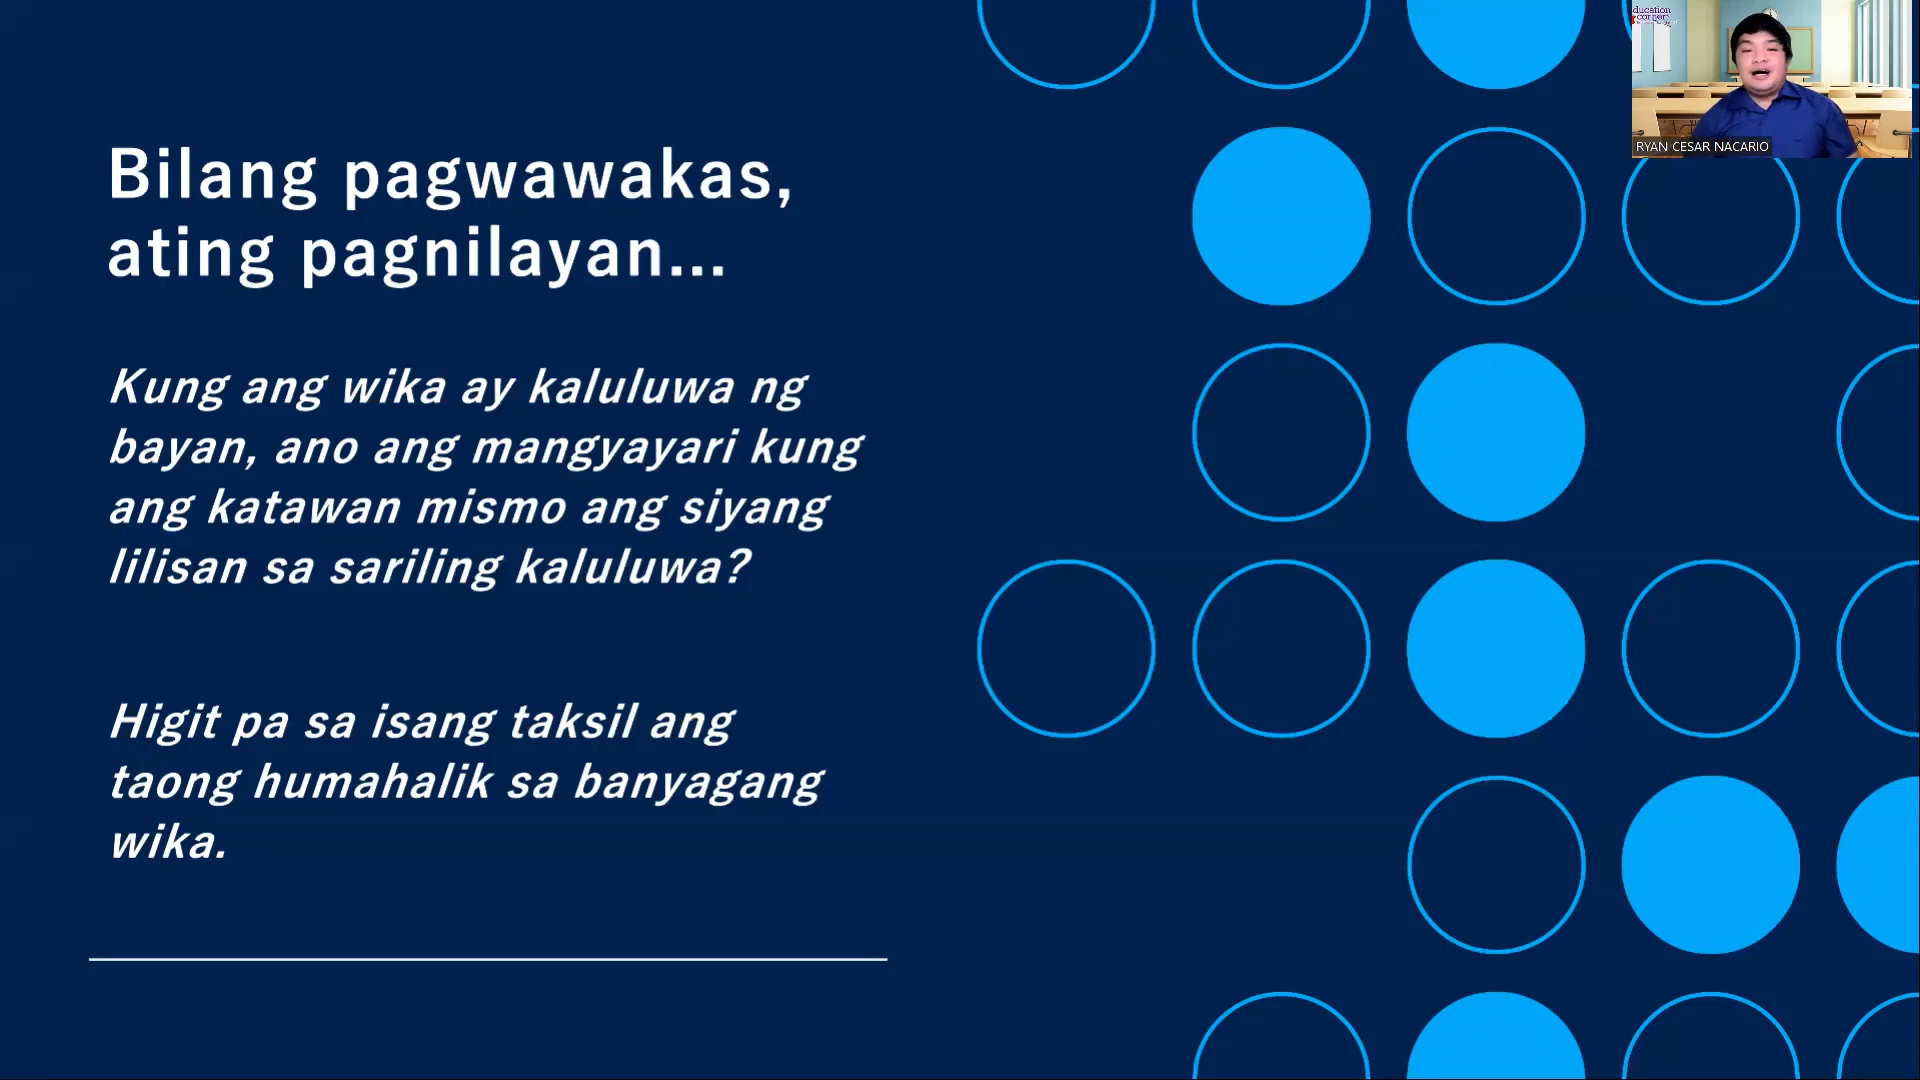 Bilang pagwawakas,
ating pagnilayan...
Kung ang wika ay kaluluwa ng
bayan, ano ang mangyayari kung
ang katawan mismo ang siyang
lilisan sa sariling kaluluwa?
Higit pa sa isang taksil ang
taong humahalik sa banyagang
wika.
ducation
corner
RYAN CESAR NACARIO